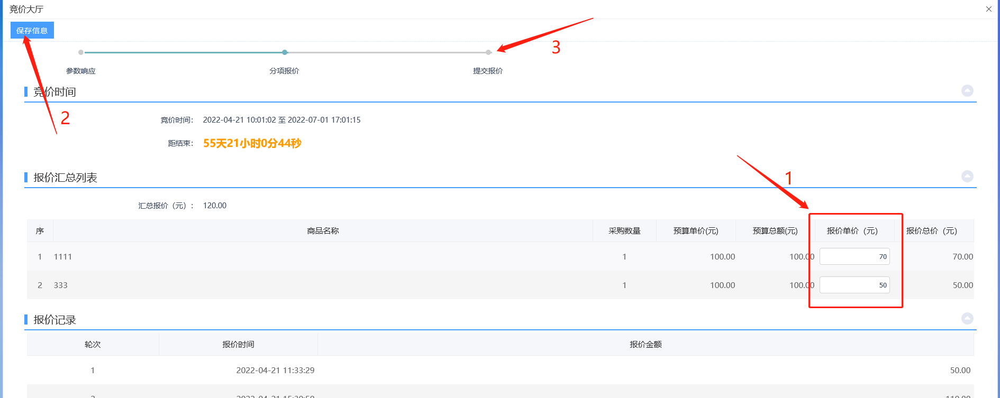 竞价大厅
保存信息
3
参数响应 分项报价 提交报价
竞价时间
2
竞价时间： 2022-04-21 10:01:02 至 2022-07-01 17:01:15
距结束： 55天21小时0分44秒
1
报价汇总列表
汇总报价（元）： 120.00
序 商品名称 采购数量 预算单价(元) 预算总额(元) 报价单价（元） 报价总价（元）
1 1111 1 100.00 100.00 70 70.00
2 333 1 100.00 100.00 50 50.00
报价记录
轮次 报价时间 报价金额
1 2022-04-21 11:33:29 50.00